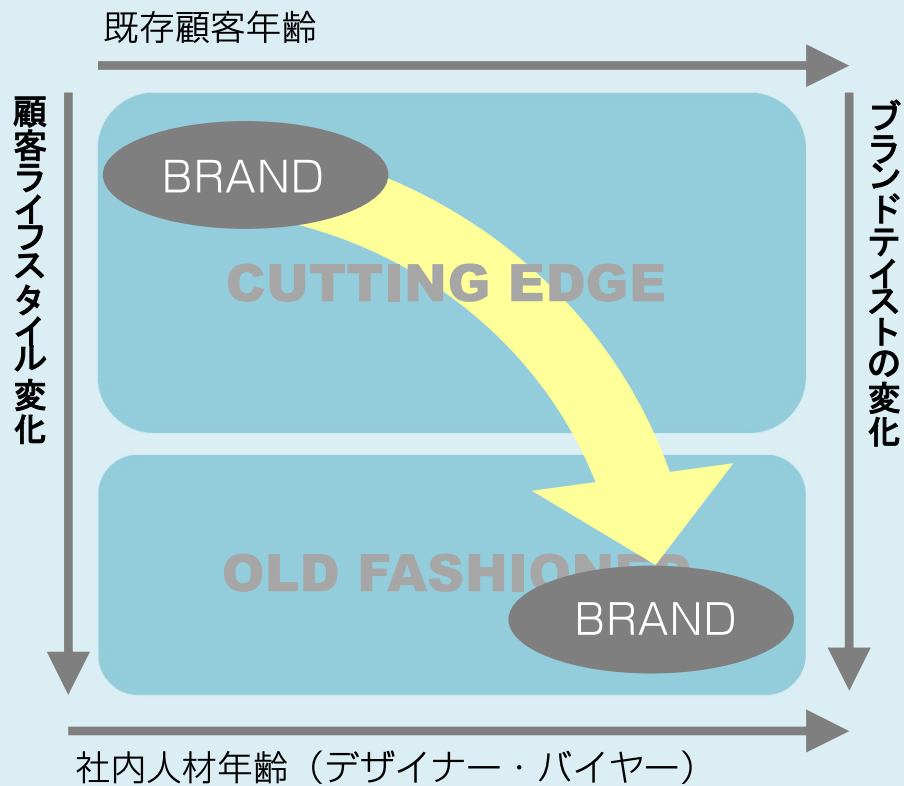 既存顧客年齢
顧客ライフスタイル変化
ブランドテイストの変化
BRAND
CUTTING EDGE
OLD FASHIONED
BRAND
社内人材年齢（デザイナー・バイヤー）